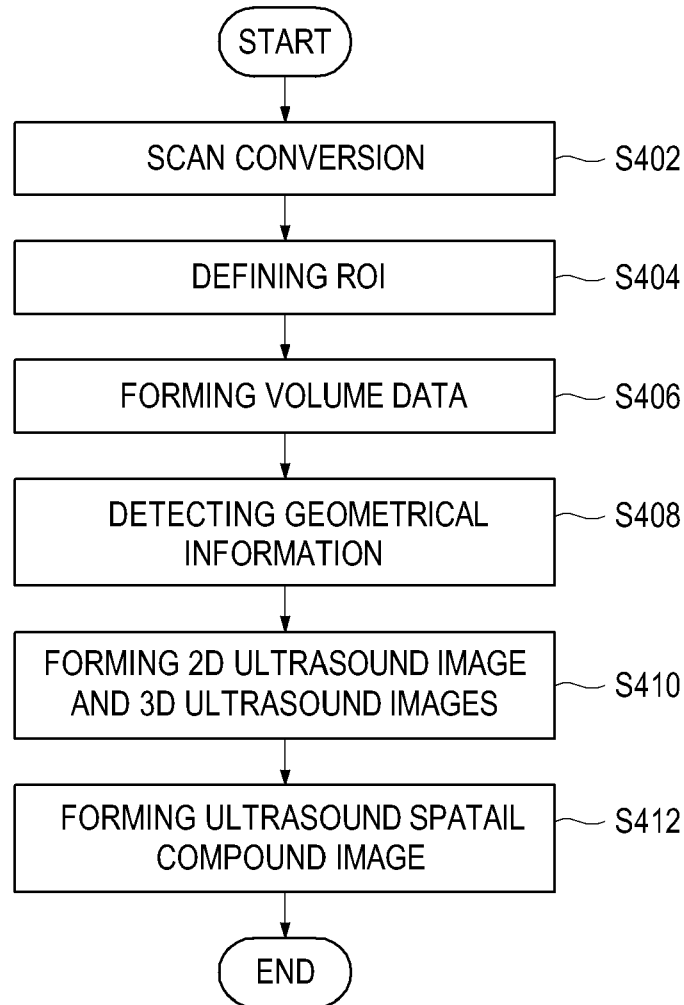 START
SCAN CONVERSION
S402
DEFINING ROI
S404
FORMING VOLUME DATA
S406
DETECTING GEOMETRICAL
INFORMATION
S408
FORMING 2D ULTRASOUND IMAGE
AND 3D ULTRASOUND IMAGES
S410
FORMING ULTRASOUND SPATAIL
COMPOUND IMAGE
S412
END